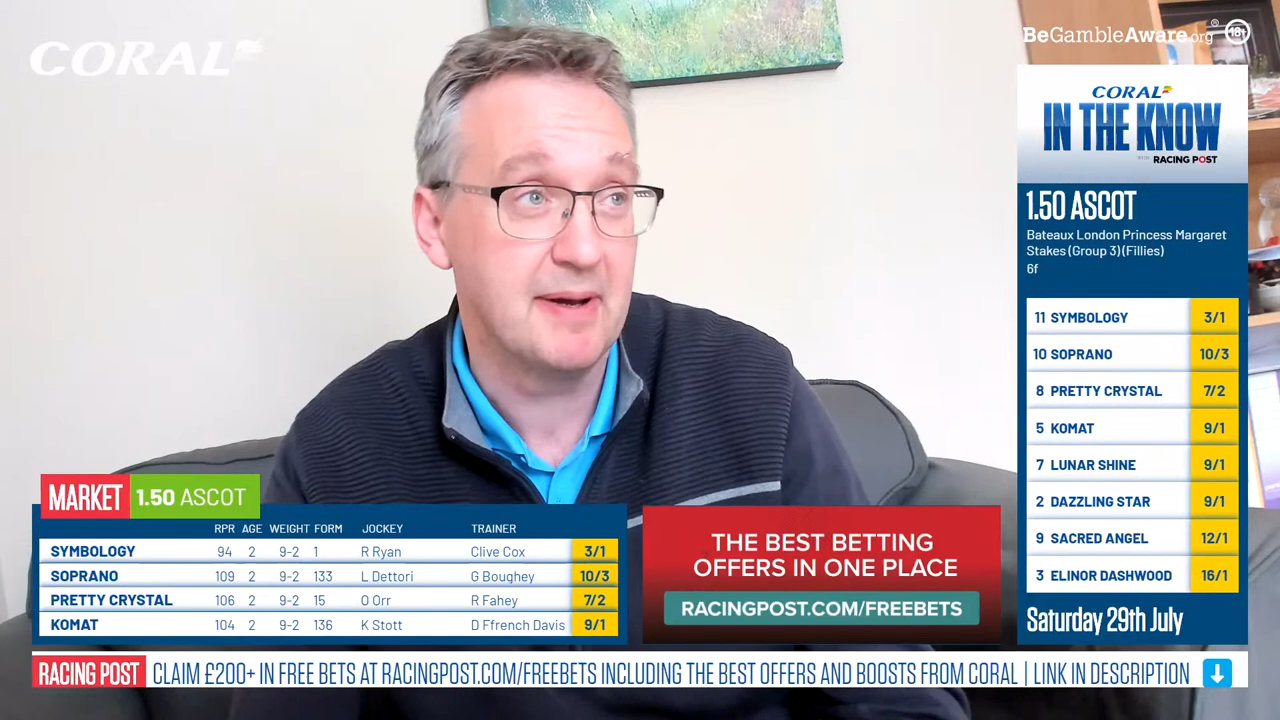 CORAL
BeGambleAware.org® 18+
CORAL
IN THE KNOW
WITH RACING POST
1.50 ASCOT
Bateaux London Princess Margaret
Stakes (Group 3) (Fillies)
6f
11 SYMBOLOGY 3/1
10 SOPRANO 10/3
8 PRETTY CRYSTAL 7/2
5 KOMAT 9/1
7 LUNAR SHINE 9/1
2 DAZZLING STAR 9/1
9 SACRED ANGEL 12/1
3 ELINOR DASHWOOD 16/1
Saturday 29th July
MARKET 1.50 ASCOT
RPR AGE WEIGHT FORM JOCKEY TRAINER
SYMBOLOGY 94 2 9-2 1 R Ryan Clive Cox 3/1
SOPRANO 109 2 9-2 133 L Dettori G Boughey 10/3
PRETTY CRYSTAL 106 2 9-2 15 O Orr R Fahey 7/2
KOMAT 104 2 9-2 136 K Stott D Ffrench Davis 9/1
THE BEST BETTING
OFFERS IN ONE PLACE
RACINGPOST.COM/FREEBETS
RACING POST CLAIM £200+ IN FREE BETS AT RACINGPOST.COM/FREEBETS INCLUDING THE BEST OFFERS AND BOOSTS FROM CORAL | LINK IN DESCRIPTION